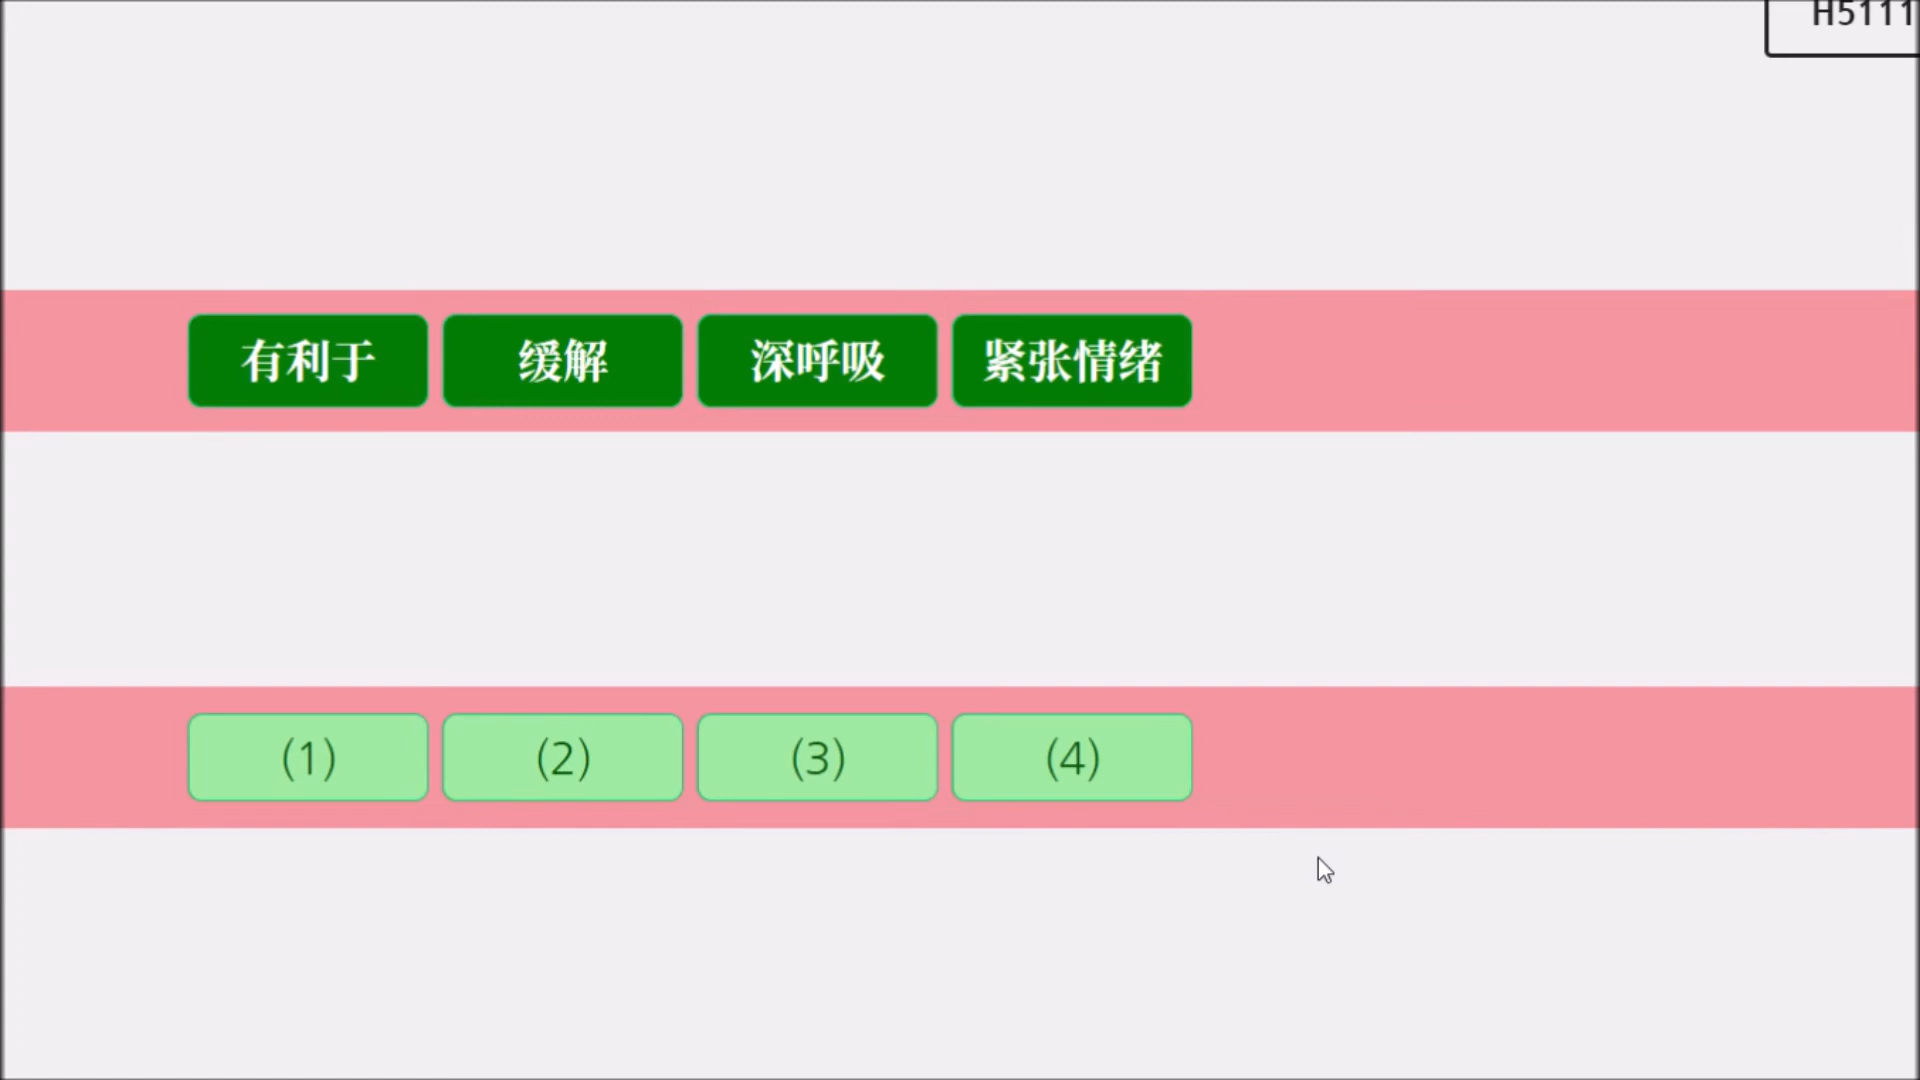 H5111
有利于 缓解 深呼吸 紧张情绪
(1) (2) (3) (4)